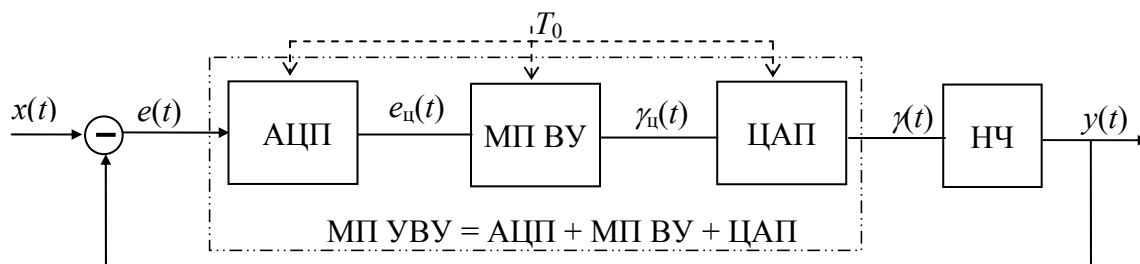 T₀
x(t) e(t) АЦП eц(t) МП ВУ γц(t) ЦАП γ(t) НЧ y(t)
МП УВУ = АЦП + МП ВУ + ЦАП